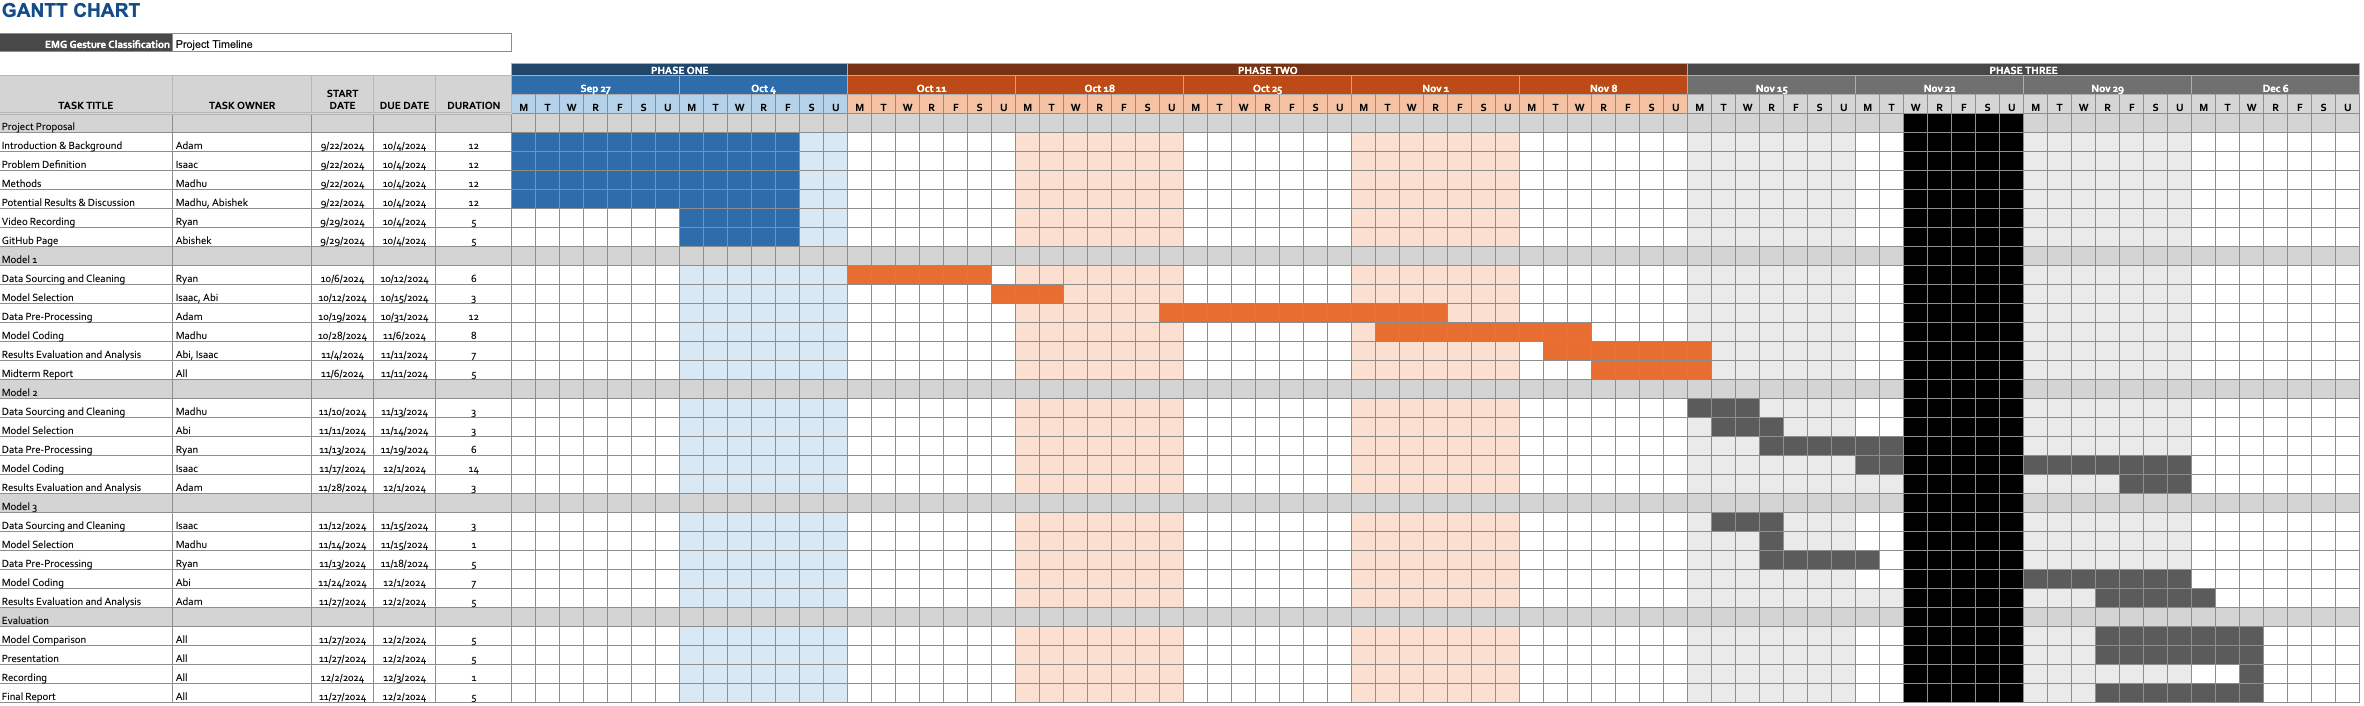 GANTT CHART
EMG Gesture Classification Project Timeline
PHASE ONE PHASE TWO PHASE THREE
Sep 27 Oct 4 Oct 11 Oct 18 Oct 25 Nov 1 Nov 8 Nov 15 Nov 22 Nov 29 Dec 6
TASK TITLE TASK OWNER START DATE DUE DATE DURATION M T W R F S U M T W R F S U M T W R F S U M T W R F S U M T W R F S U M T W R F S U M T W R F S U M T W R F S U M T W R F S U M T W R F S U M T W R F S U
Project Proposal
Introduction & Background Adam 9/22/2024 10/4/2024 12
Problem Definition Isaac 9/22/2024 10/4/2024 12
Methods Madhu 9/22/2024 10/4/2024 12
Potential Results & Discussion Madhu, Abishek 9/22/2024 10/4/2024 12
Video Recording Ryan 9/29/2024 10/4/2024 5
GitHub Page Abishek 9/29/2024 10/4/2024 5
Model 1
Data Sourcing and Cleaning Ryan 10/6/2024 10/12/2024 6
Model Selection Isaac, Abi 10/12/2024 10/15/2024 3
Data Pre-Processing Adam 10/19/2024 10/31/2024 12
Model Coding Madhu 10/28/2024 11/6/2024 8
Results Evaluation and Analysis Abi, Isaac 11/4/2024 11/11/2024 7
Midterm Report All 11/6/2024 11/11/2024 5
Model 2
Data Sourcing and Cleaning Madhu 11/10/2024 11/13/2024 3
Model Selection Abi 11/11/2024 11/14/2024 3
Data Pre-Processing Ryan 11/13/2024 11/19/2024 6
Model Coding Isaac 11/17/2024 12/1/2024 14
Results Evaluation and Analysis Adam 11/28/2024 12/1/2024 3
Model 3
Data Sourcing and Cleaning Isaac 11/12/2024 11/15/2024 3
Model Selection Madhu 11/14/2024 11/15/2024 1
Data Pre-Processing Ryan 11/13/2024 11/18/2024 5
Model Coding Abi 11/24/2024 12/1/2024 7
Results Evaluation and Analysis Adam 11/27/2024 12/2/2024 5
Evaluation
Model Comparison All 11/27/2024 12/2/2024 5
Presentation All 11/27/2024 12/2/2024 5
Recording All 12/2/2024 12/3/2024 1
Final Report All 11/27/2024 12/2/2024 5